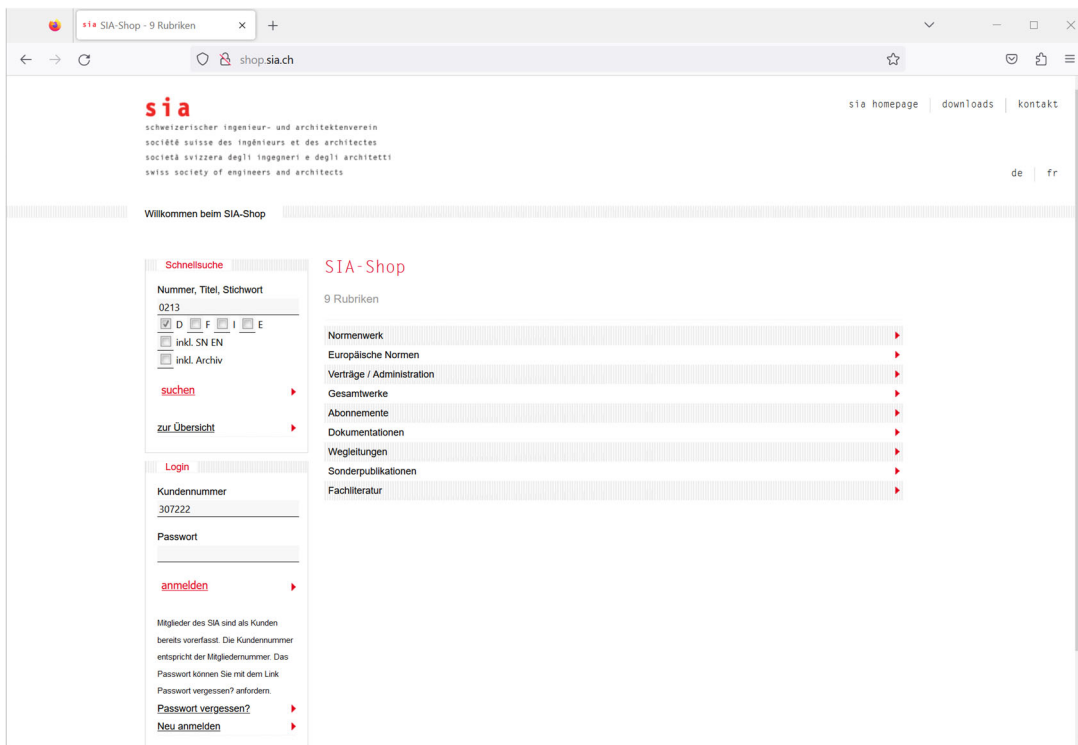 sia SIA-Shop - 9 Rubriken
shop.sia.ch
sia
schweizerischer ingenieur- und architektenverein
société suisse des ingénieurs et des architectes
società svizzera degli ingegneri e degli architetti
swiss society of engineers and architects
sia homepage downloads kontakt
de fr
Willkommen beim SIA-Shop
Schnellsuche
Nummer, Titel, Stichwort
0213
D F I E
inkl. SN EN
inkl. Archiv
suchen
zur Übersicht
Login
Kundennummer
307222
Passwort
anmelden
Mitglieder des SIA sind als Kunden
bereits vorerfasst. Die Kundennummer
entspricht der Mitgliedernummer. Das
Passwort können Sie mit dem Link
Passwort vergessen? anfordern.
Passwort vergessen?
Neu anmelden
SIA-Shop
9 Rubriken
Normenwerk
Europäische Normen
Verträge / Administration
Gesamtwerke
Abonnemente
Dokumentationen
Wegleitungen
Sonderpublikationen
Fachliteratur